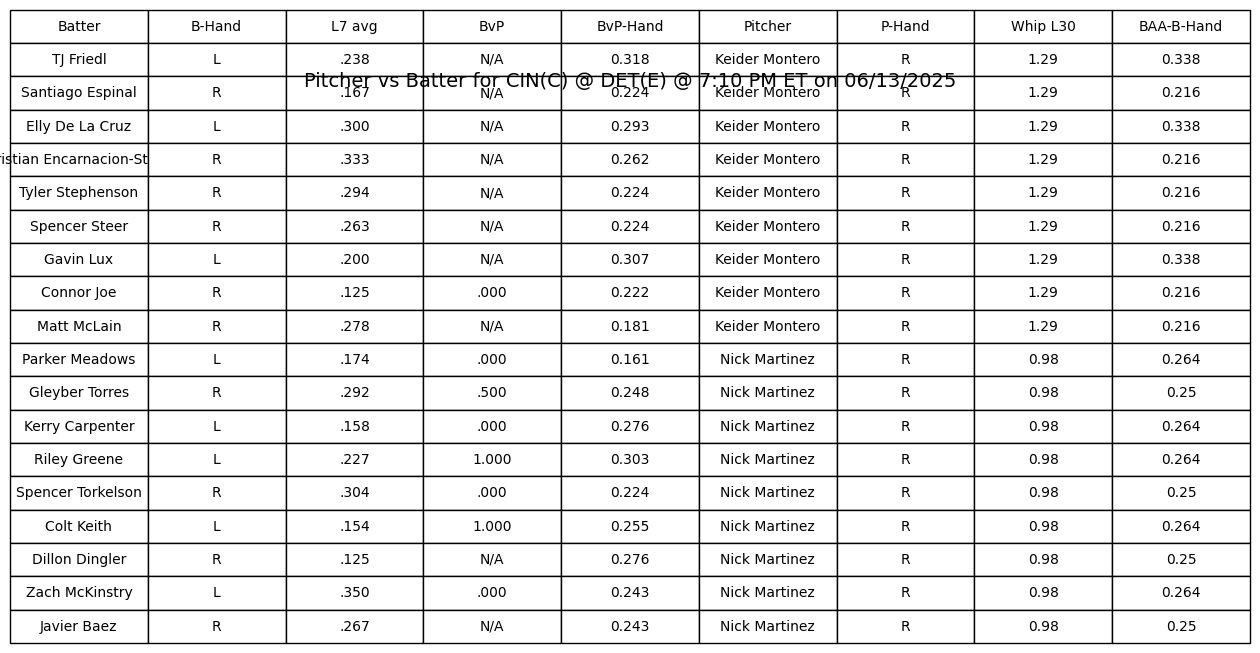 Batter B-Hand L7 avg BvP BvP-Hand Pitcher P-Hand Whip L30 BAA-B-Hand
TJ Friedl L .238 N/A 0.318 Keider Montero R 1.29 0.338
Pitcher vs Batter for CIN(C) @ DET(E) @ 7:10 PM ET on 06/13/2025
Santiago Espinal R .167 N/A 0.224 Keider Montero R 1.29 0.216
Elly De La Cruz L .300 N/A 0.293 Keider Montero R 1.29 0.338
ristian Encarnacion-St R .333 N/A 0.262 Keider Montero R 1.29 0.216
Tyler Stephenson R .294 N/A 0.224 Keider Montero R 1.29 0.216
Spencer Steer R .263 N/A 0.224 Keider Montero R 1.29 0.216
Gavin Lux L .200 N/A 0.307 Keider Montero R 1.29 0.338
Connor Joe R .125 .000 0.222 Keider Montero R 1.29 0.216
Matt McLain R .278 N/A 0.181 Keider Montero R 1.29 0.216
Parker Meadows L .174 .000 0.161 Nick Martinez R 0.98 0.264
Gleyber Torres R .292 .500 0.248 Nick Martinez R 0.98 0.25
Kerry Carpenter L .158 .000 0.276 Nick Martinez R 0.98 0.264
Riley Greene L .227 1.000 0.303 Nick Martinez R 0.98 0.264
Spencer Torkelson R .304 .000 0.224 Nick Martinez R 0.98 0.25
Colt Keith L .154 1.000 0.255 Nick Martinez R 0.98 0.264
Dillon Dingler R .125 N/A 0.276 Nick Martinez R 0.98 0.25
Zach McKinstry L .350 .000 0.243 Nick Martinez R 0.98 0.264
Javier Baez R .267 N/A 0.243 Nick Martinez R 0.98 0.25